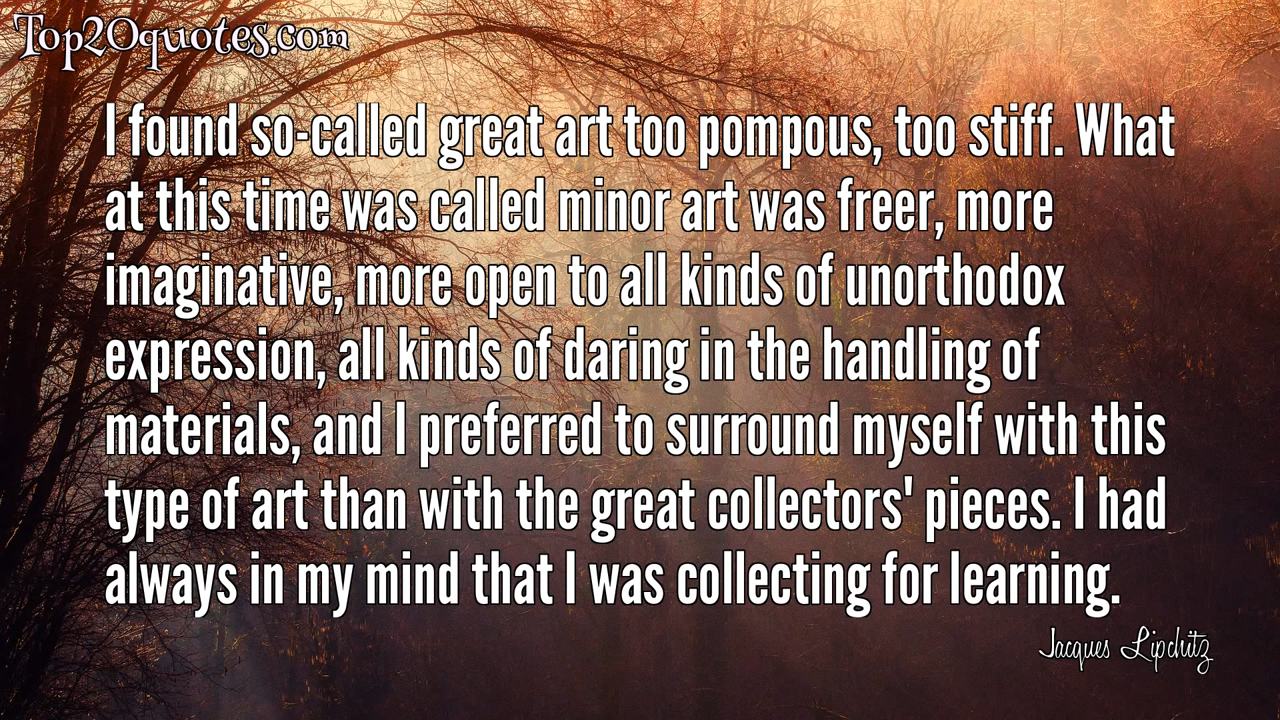 Top20quotes.com
I found so-called great art too pompous, too stiff. What
at this time was called minor art was freer, more
imaginative, more open to all kinds of unorthodox
expression, all kinds of daring in the handling of
materials, and I preferred to surround myself with this
type of art than with the great collectors' pieces. I had
always in my mind that I was collecting for learning.
Jacques Lipchitz